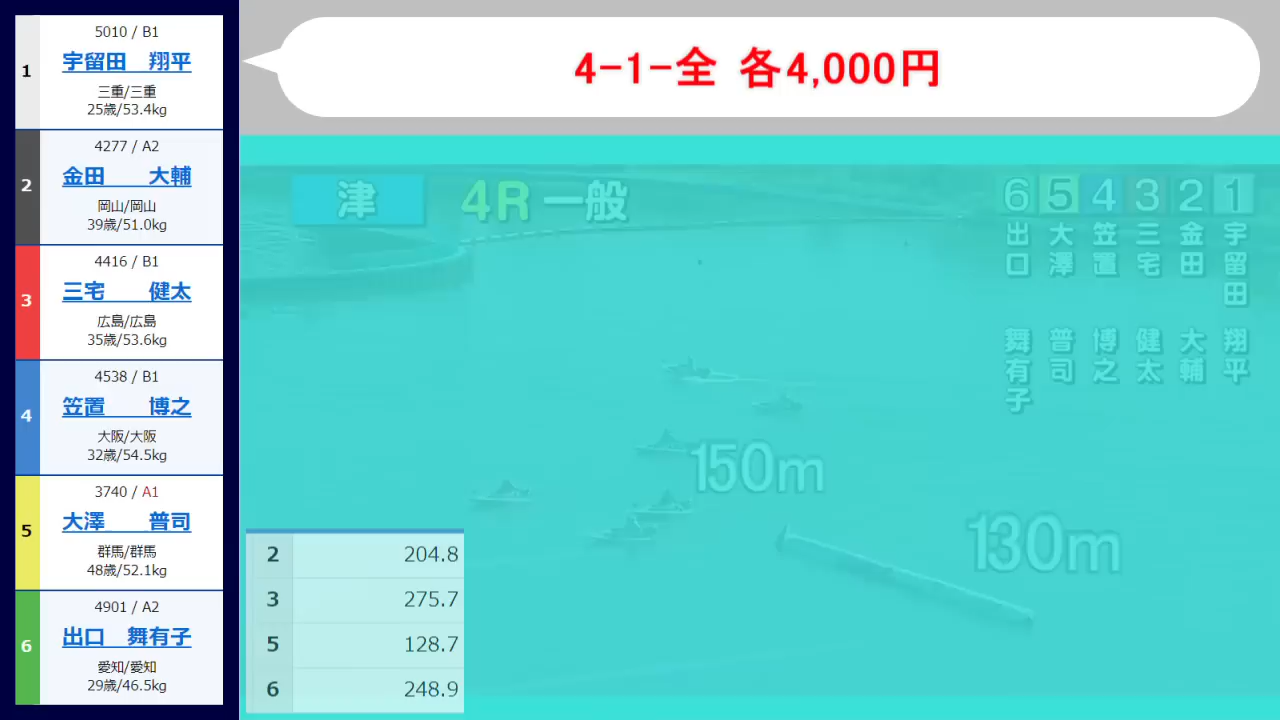 1
5010 / B1
宇留田 翔平
三重/三重
25歳/53.4kg
2
4277 / A2
金田 大輔
岡山/岡山
39歳/51.0kg
3
4416 / B1
三宅 健太
広島/広島
35歳/53.6kg
4
4538 / B1
笠置 博之
大阪/大阪
32歳/54.5kg
5
3740 / A1
大澤 普司
群馬/群馬
48歳/52.1kg
6
4901 / A2
出口 舞有子
愛知/愛知
29歳/46.5kg
4-1-全 各4,000円
津 4R 一般
1 宇留田 翔平
2 金田 大輔
3 三宅 健太
4 笠置 博之
5 大澤 普司
6 出口 舞有子
150m
130m
2 204.8
3 275.7
5 128.7
6 248.9